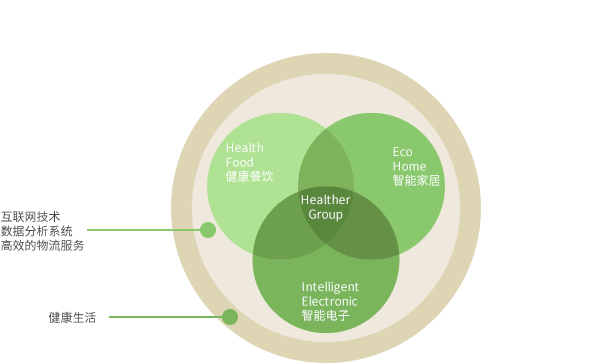 Health
Food
健康餐饮
Eco
Home
智能家居
Healther
Group
互联网技术
数据分析系统
高效的物流服务
Intelligent
Electronic
智能电子
健康生活